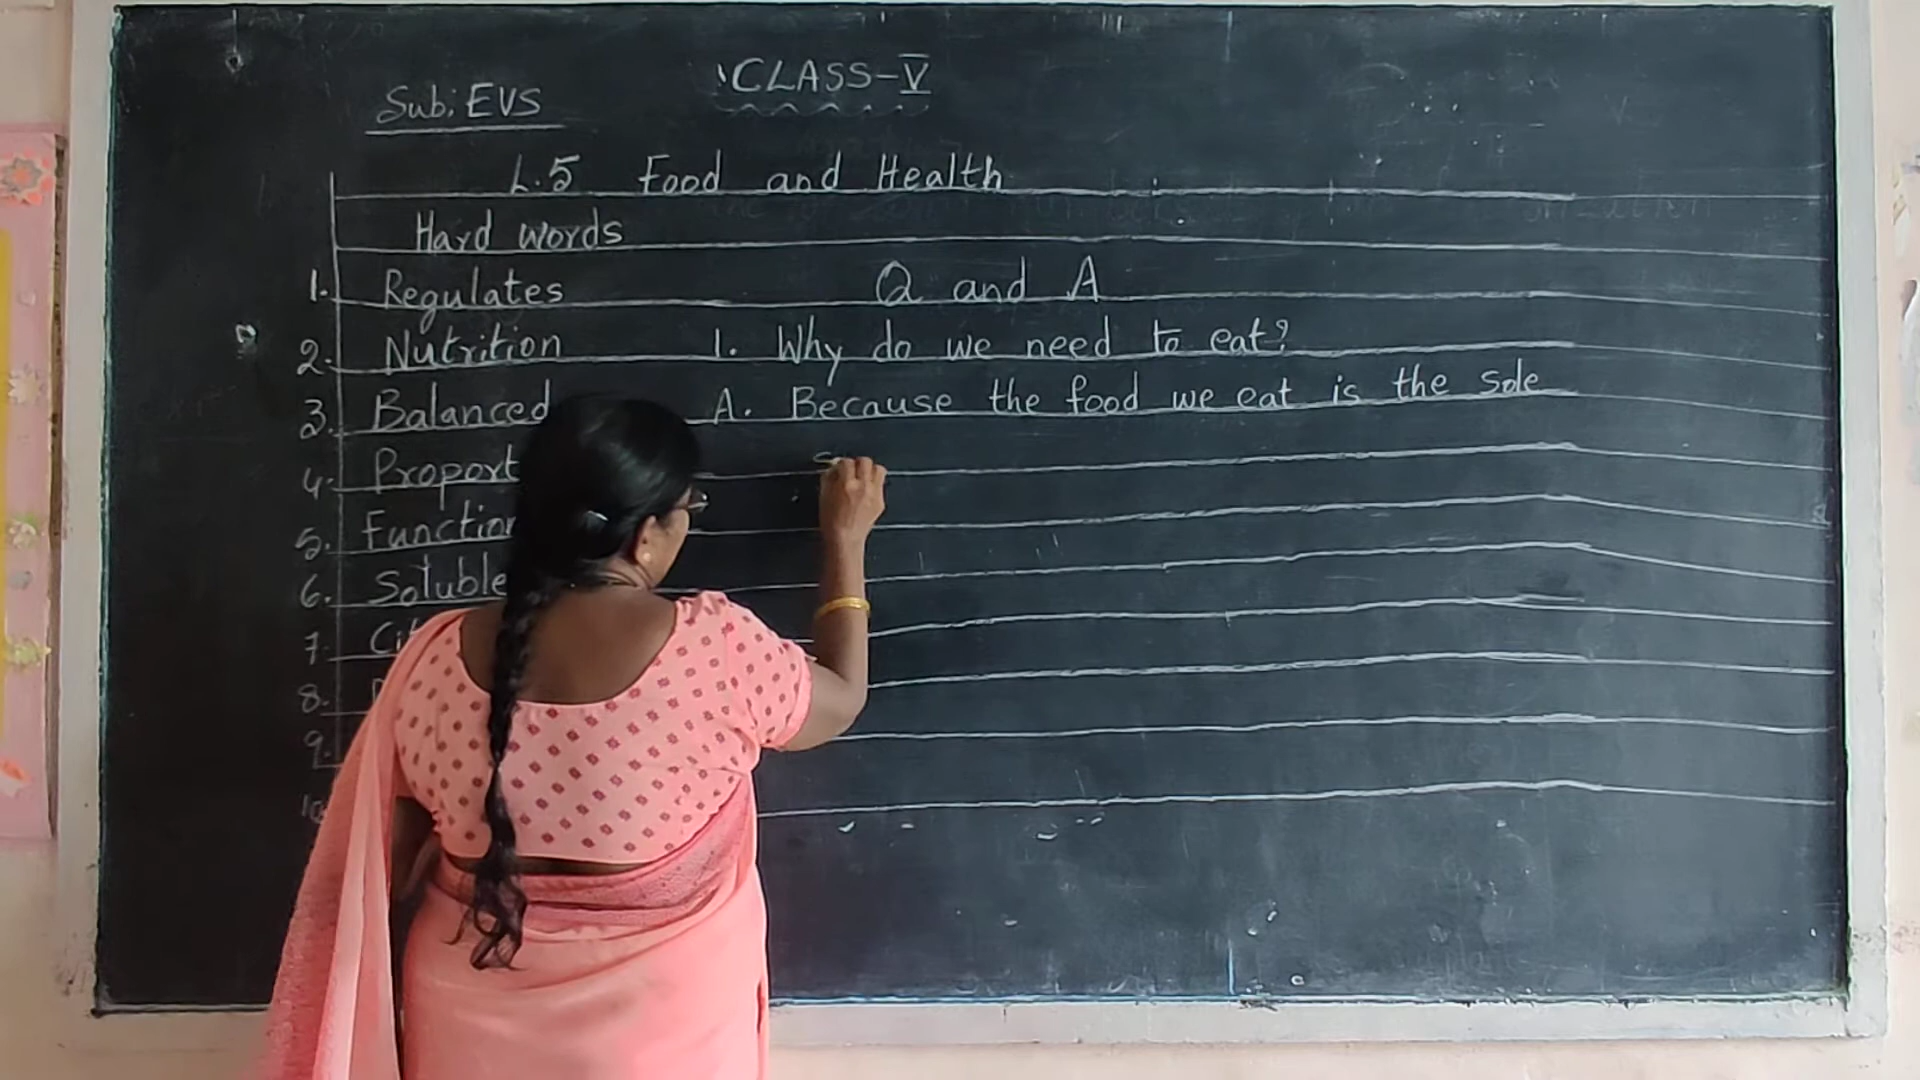 CLASS-V
Sub: EVS
L.5 Food and Health
Hard words
1. Regulates
2. Nutrition
3. Balanced
4.
5.
6. Soluble
7.
8.
9.
10
Q and A
1. Why do we need to eat?
A. Because the food we eat is the sole